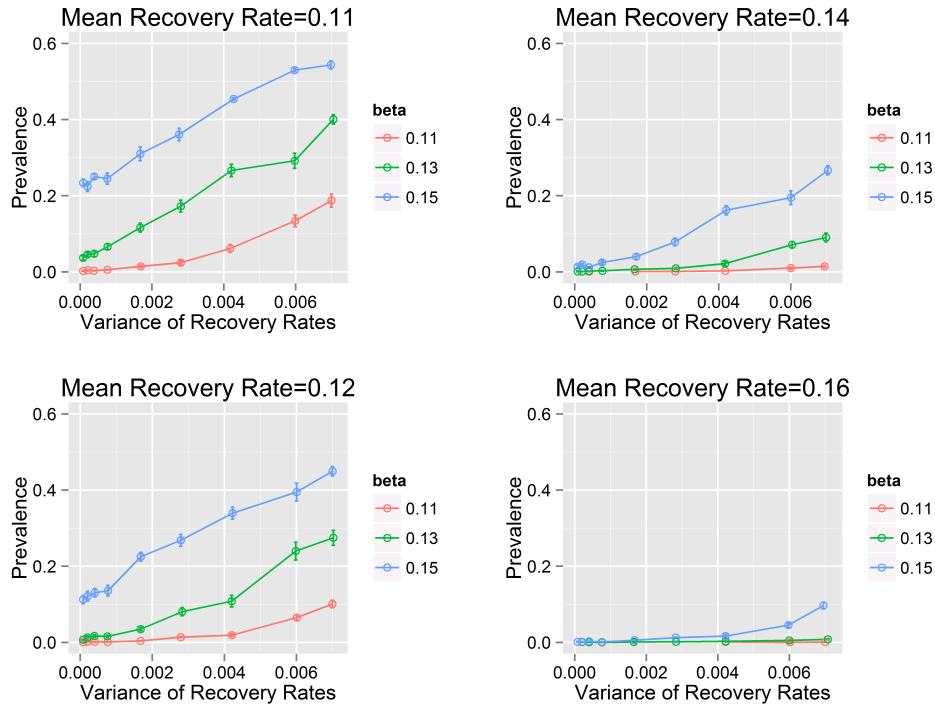 Mean Recovery Rate=0.11
Prevalence
0.6
0.4
0.2
0.0
0.000 0.002 0.004 0.006
Variance of Recovery Rates
beta
0.11
0.13
0.15
Mean Recovery Rate=0.14
Prevalence
0.6
0.4
0.2
0.0
0.000 0.002 0.004 0.006
Variance of Recovery Rates
beta
0.11
0.13
0.15
Mean Recovery Rate=0.12
Prevalence
0.6
0.4
0.2
0.0
0.000 0.002 0.004 0.006
Variance of Recovery Rates
beta
0.11
0.13
0.15
Mean Recovery Rate=0.16
Prevalence
0.6
0.4
0.2
0.0
0.000 0.002 0.004 0.006
Variance of Recovery Rates
beta
0.11
0.13
0.15